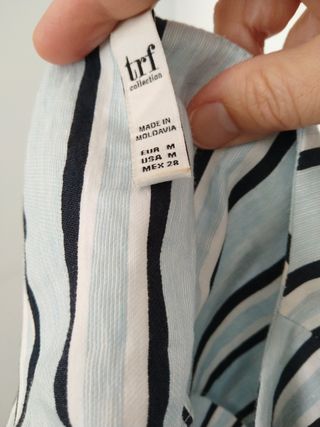 trf
collection
MADE IN
MOLDAVIA
EUR M
USA M
MEX 28